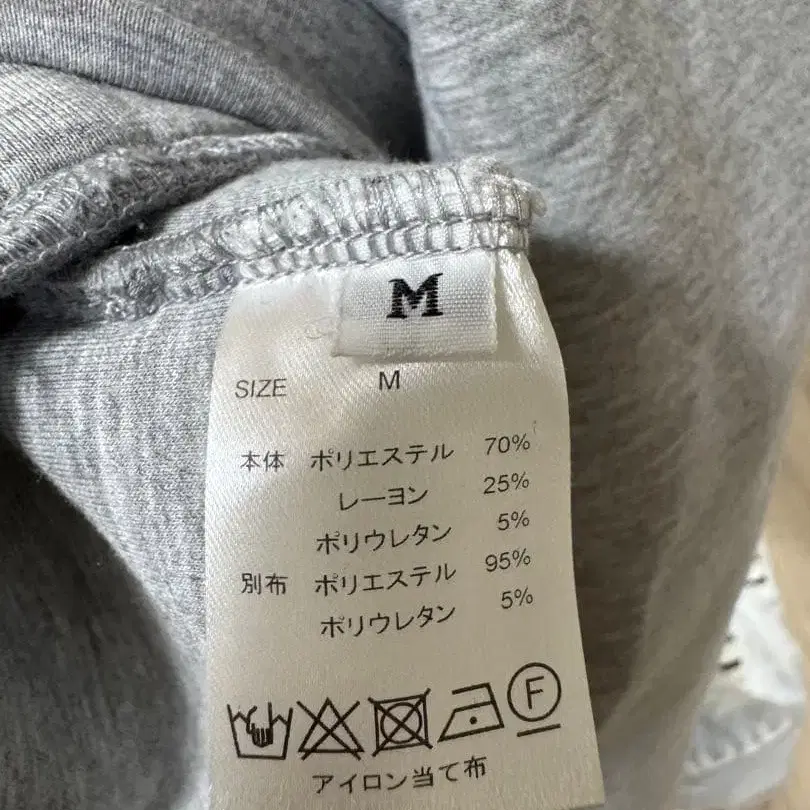 M
SIZE M
本体 ポリエステル 70%
レーヨン 25%
ポリウレタン 5%
別布 ポリエステル 95%
ポリウレタン 5%
F
アイロン当て布